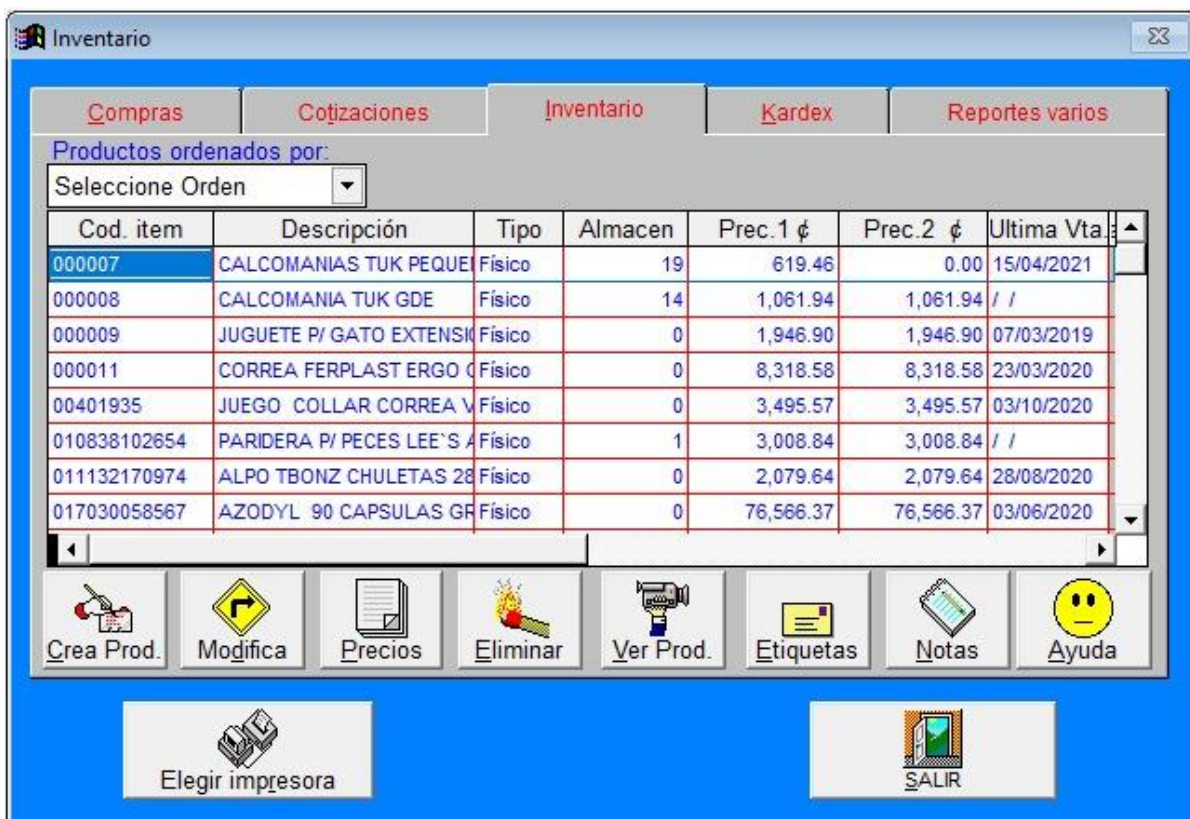 Inventario
Compras Cotizaciones Inventario Kardex Reportes varios
Productos ordenados por:
Seleccione Orden
Cod. item Descripción Tipo Almacen Prec.1 ¢ Prec.2 ¢ Ultima Vta.
000007 CALCOMANIAS TUK PEQUE Físico 19 619.46 0.00 15/04/2021
000008 CALCOMANIA TUK GDE Físico 14 1,061.94 1,061.94 / /
000009 JUGUETE P/ GATO EXTENSI Físico 0 1,946.90 1,946.90 07/03/2019
000011 CORREA FERPLAST ERGO Físico 0 8,318.58 8,318.58 23/03/2020
00401935 JUEGO COLLAR CORREA Físico 0 3,495.57 3,495.57 03/10/2020
010838102654 PARIDERA P/ PECES LEE`S Físico 1 3,008.84 3,008.84 / /
011132170974 ALPO TBONZ CHULETAS 28 Físico 0 2,079.64 2,079.64 28/08/2020
017030058567 AZODYL 90 CAPSULAS GR Físico 0 76,566.37 76,566.37 03/06/2020
Crea Prod. Modifica Precios Eliminar Ver Prod. Etiquetas Notas Ayuda
Elegir impresora SALIR